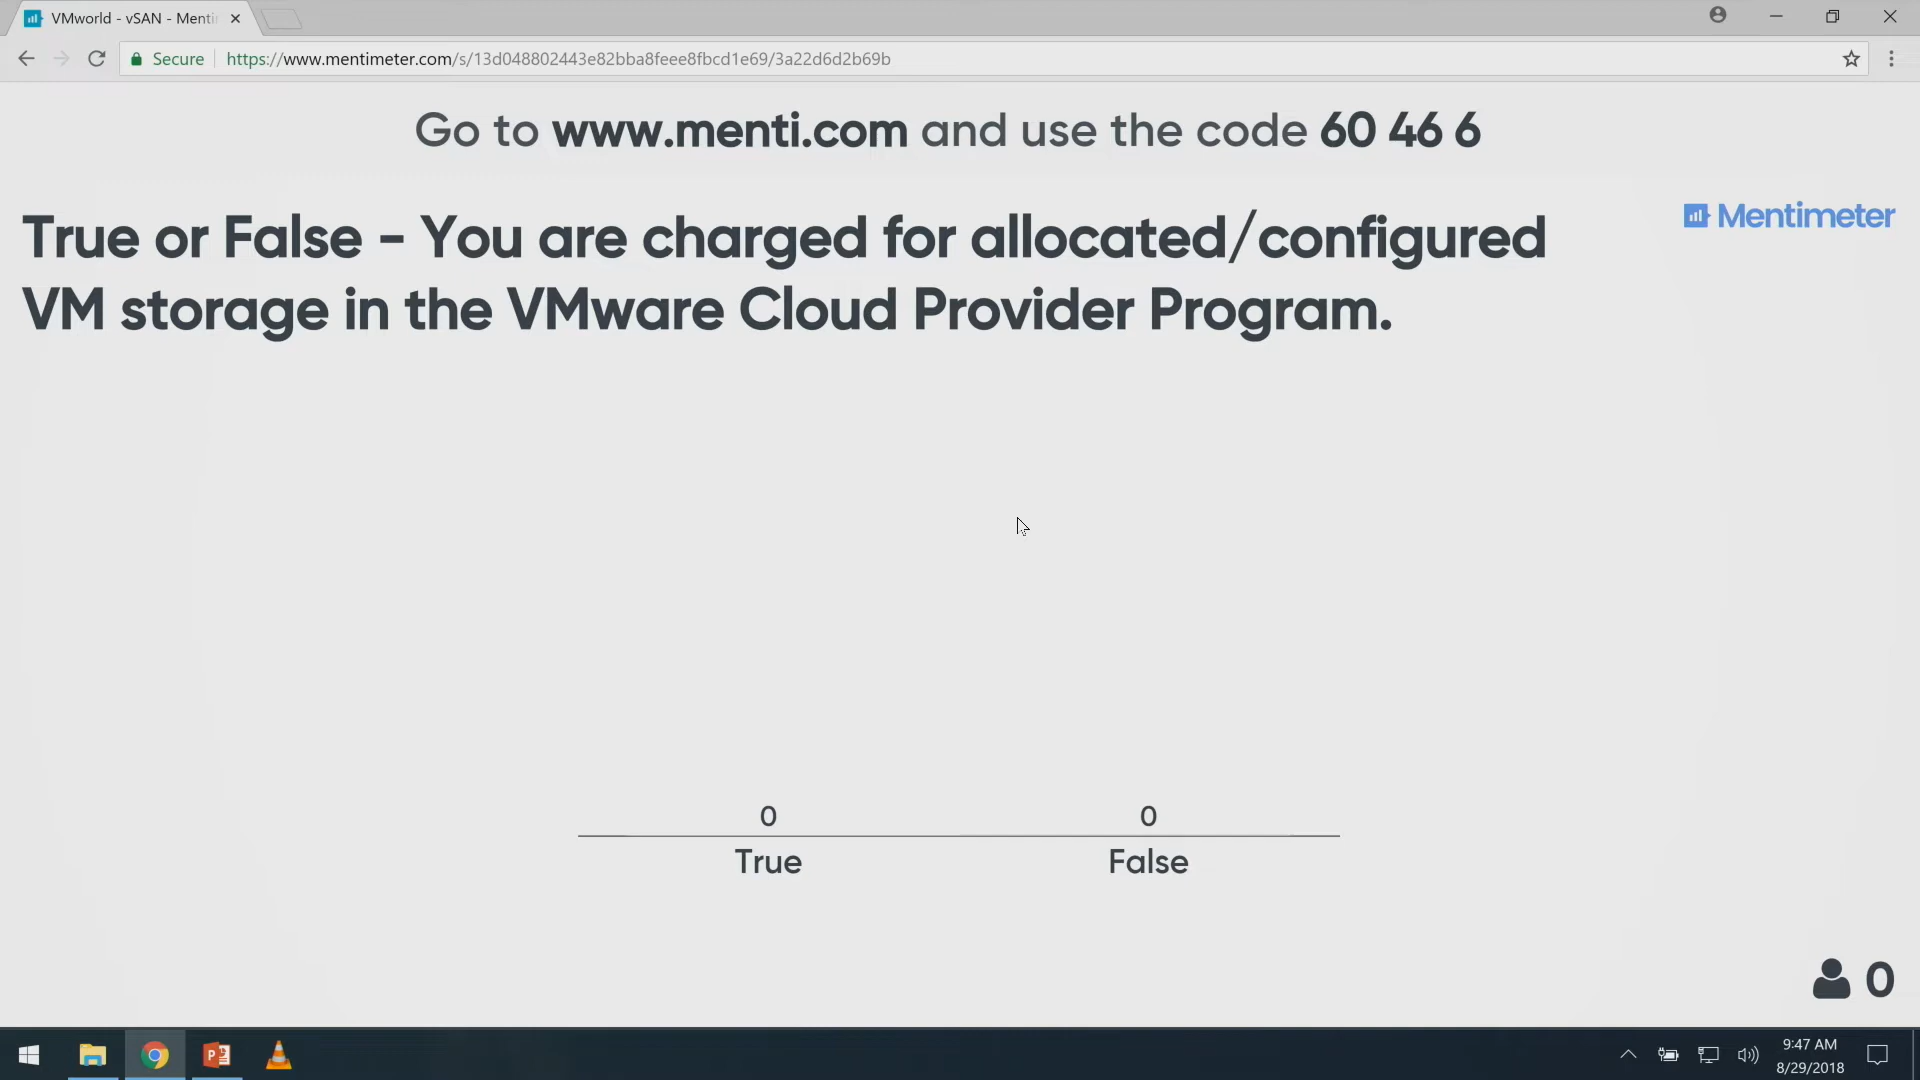 VMworld - vSAN - Menti
Secure
https://www.mentimeter.com/s/13d048802443e82bba8feee8fbcd1e69/3a22d6d2b69b
Go to www.menti.com and use the code 60 46 6
True or False - You are charged for allocated/configured
VM storage in the VMware Cloud Provider Program.
Mentimeter
0 0
True False
0
9:47 AM
8/29/2018